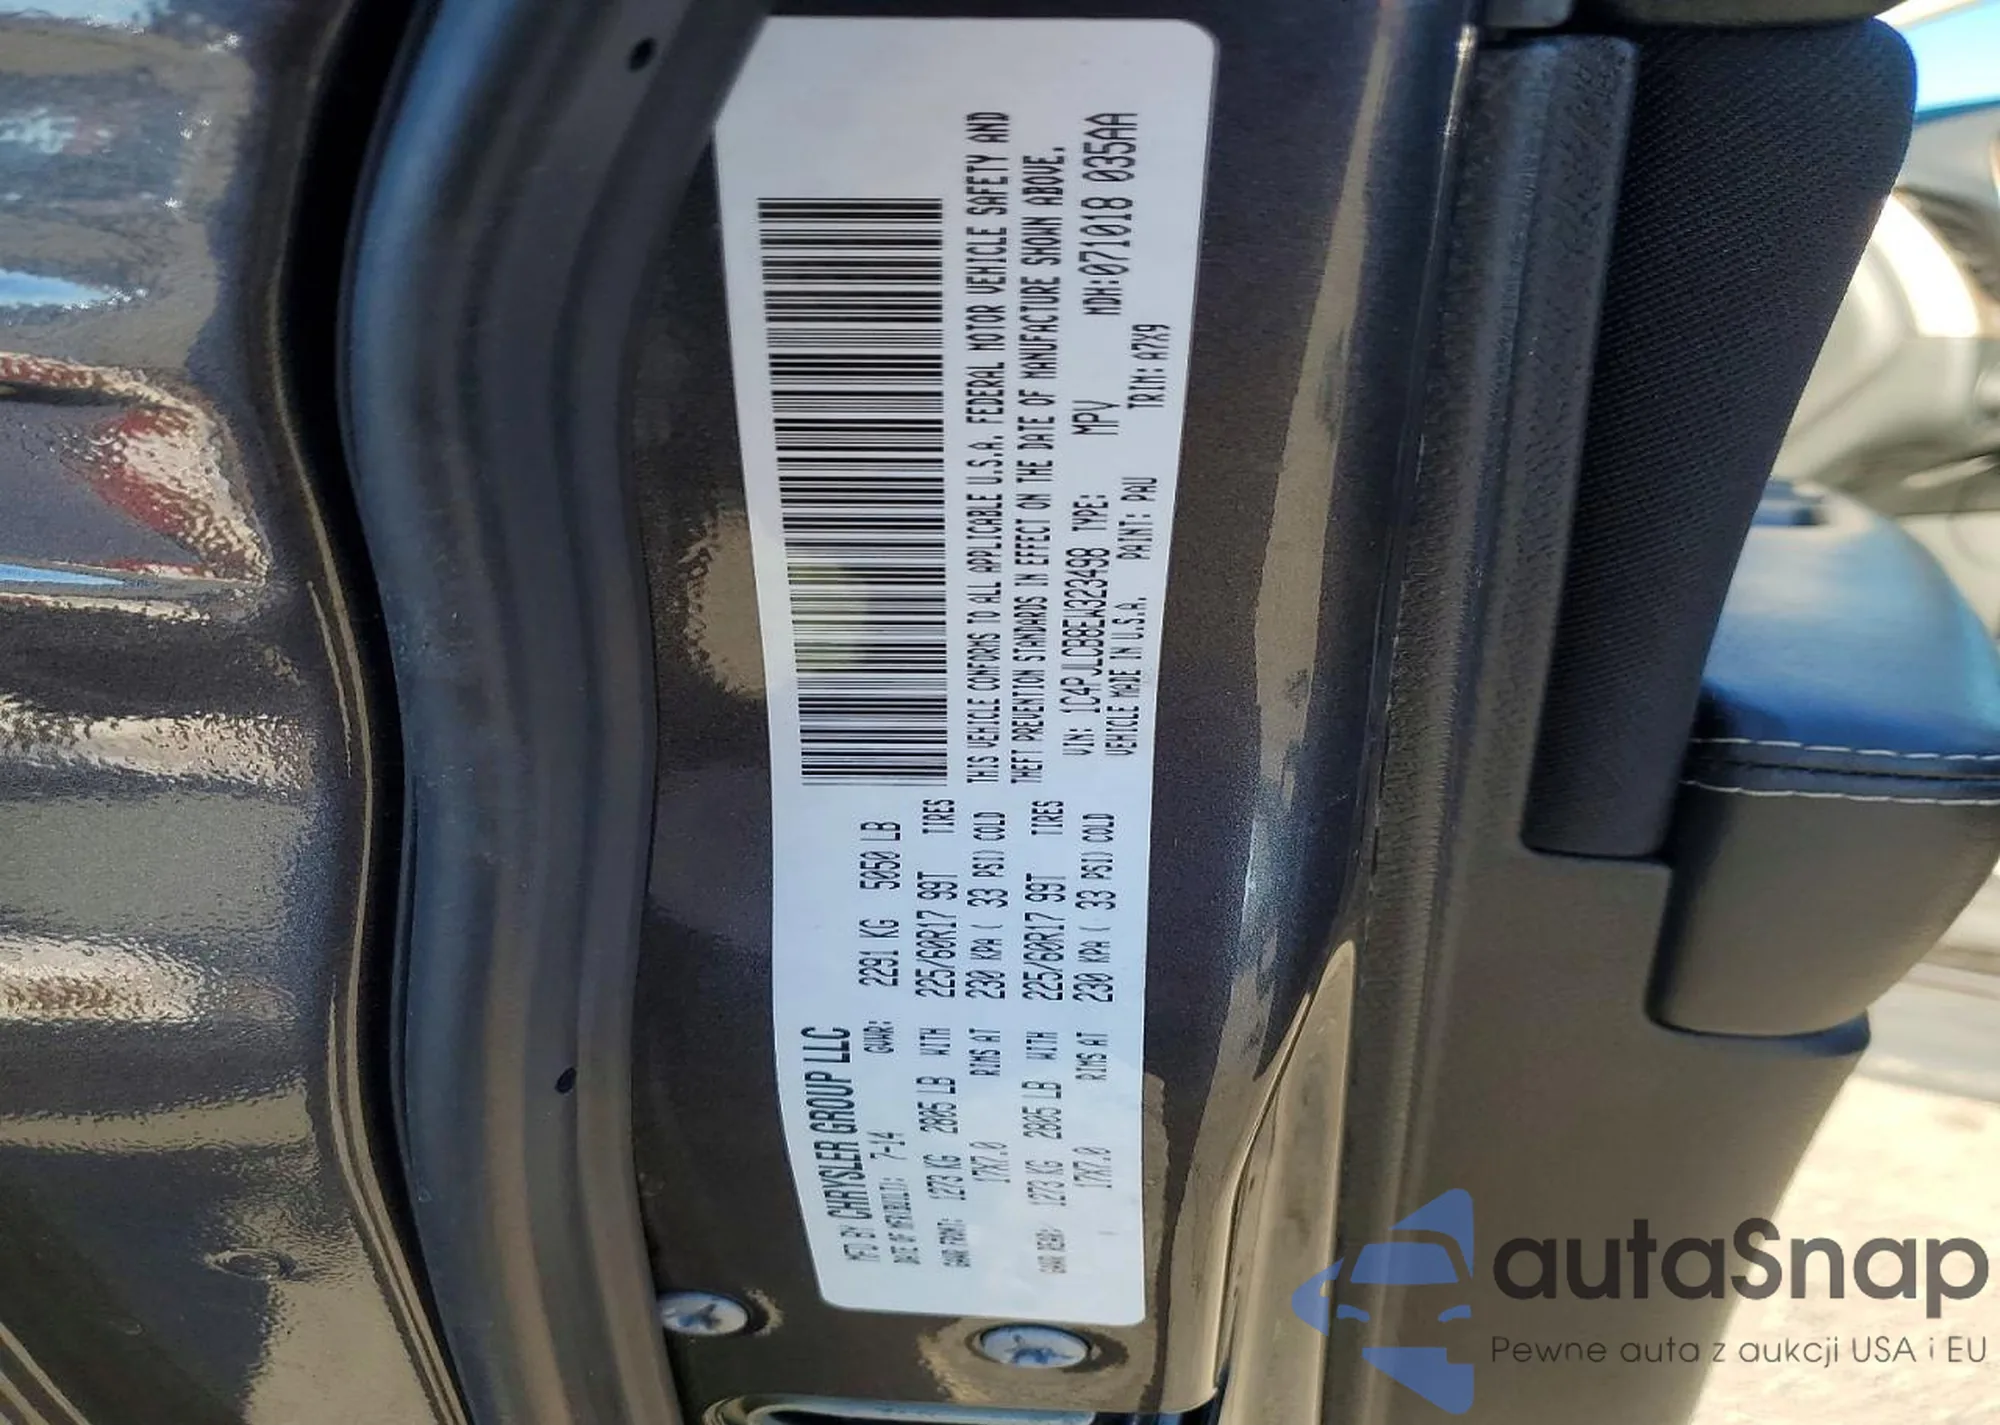 MFD BY CHRYSLER GROUP LLC
DATE OF MFR(BUILT): 7-14 GVWR: 2291 KG 5050 LB
GAWR FRONT: 1273 KG 2805 LB WITH 225/60R17 99T TIRES
17X7.0 RIMS AT 230 KPA ( 33 PSI) COLD
GAWR REAR: 1273 KG 2805 LB WITH 225/60R17 99T TIRES
17X7.0 RIMS AT 230 KPA ( 33 PSI) COLD
THIS VEHICLE CONFORMS TO ALL APPLICABLE U.S.A. FEDERAL MOTOR VEHICLE SAFETY AND
THEFT PREVENTION STANDARDS IN EFFECT ON THE DATE OF MANUFACTURE SHOWN ABOVE.
VIN: 1C4PJLCB8EW323498 TYPE: MPV MDH:071018 035AA
VEHICLE MADE IN U.S.A. PAINT: PAU TRIM: A7X9
autaSnap
Pewne auta z aukcji USA i EU